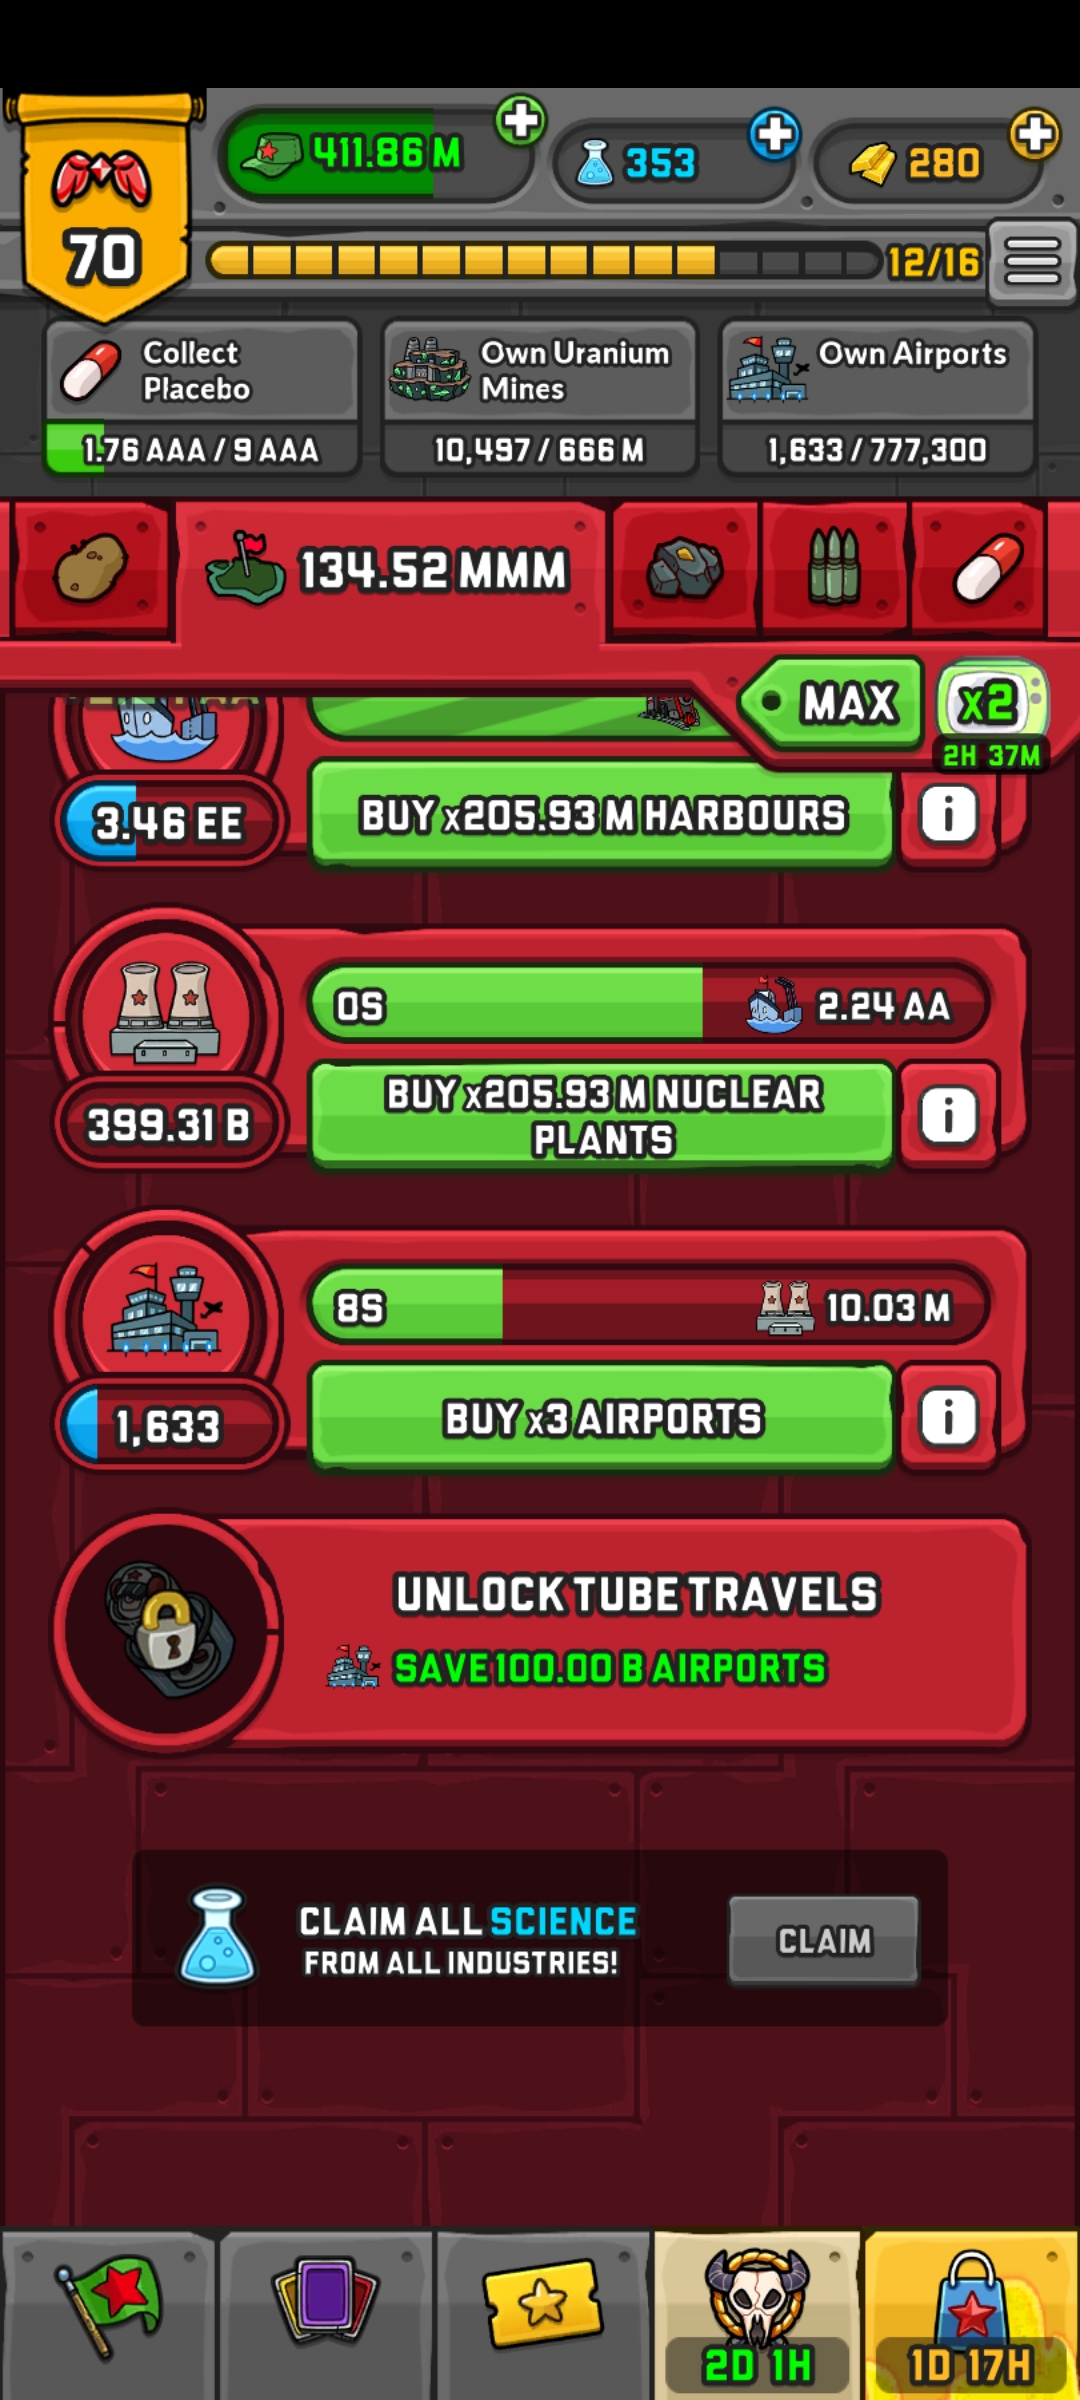 411.86 M
353
280
70
12/16
Collect
Placebo
Own Uranium
Mines
Own Airports
1.76 AAA / 9 AAA
10,497 / 666 M
1,633 / 777,300
134.52 MMM
MAX
x2
2H 37M
3.46 EE
BUY x205.93 M HARBOURS
0S
2.24 AA
BUY x205.93 M NUCLEAR
PLANTS
399.31 B
8S
10.03 M
BUY x3 AIRPORTS
1,633
UNLOCK TUBE TRAVELS
SAVE 100.00 B AIRPORTS
CLAIM ALL SCIENCE
FROM ALL INDUSTRIES!
CLAIM
2D 1H
1D 17H